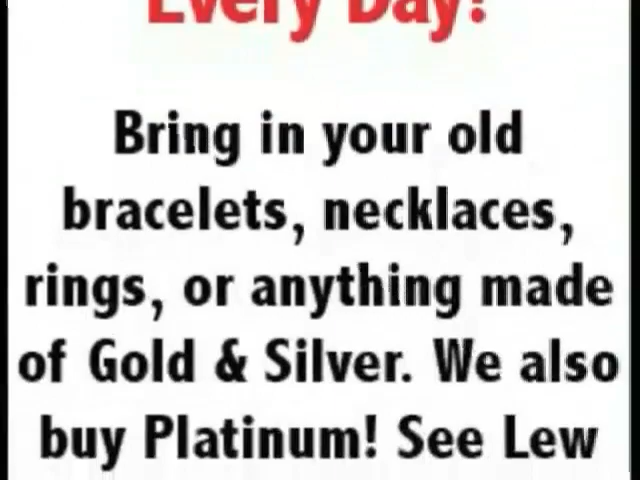 Every Day!
Bring in your old
bracelets, necklaces,
rings, or anything made
of Gold & Silver. We also
buy Platinum! See Lew